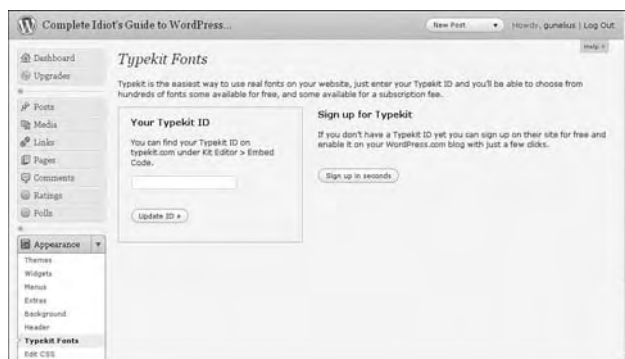 Complete Idiot's Guide to WordPress...
New Post
Howdy, gunelius | Log Out
Help
Dashboard
Upgrades
Posts
Media
Links
Pages
Comments
Ratings
Polls
Appearance
Themes
Widgets
Menus
Extras
Background
Header
Typekit Fonts
Edit CSS
Typekit Fonts
Typekit is the easiest way to use real fonts on your website, just enter your Typekit ID and you'll be able to choose from
hundreds of fonts some available for free, and some available for a subscription fee.
Your Typekit ID
You can find your Typekit ID on
typekit.com under Kit Editor > Embed
Code.
Update ID »
Sign up for Typekit
If you don't have a Typekit ID yet you can sign up on their site for free and
enable it on your WordPress.com blog with just a few clicks.
Sign up in seconds